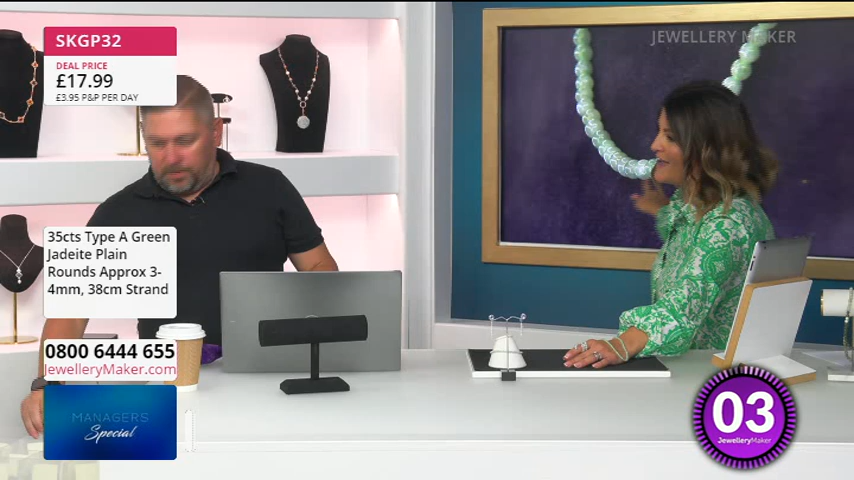 SKGP32
DEAL PRICE
£17.99
£3.95 P&P PER DAY
JEWELLERY MAKER
35cts Type A Green
Jadeite Plain
Rounds Approx 3-
4mm, 38cm Strand
0800 6444 655
JewelleryMaker.com
MANAGERS
Special
03
JewelleryMaker